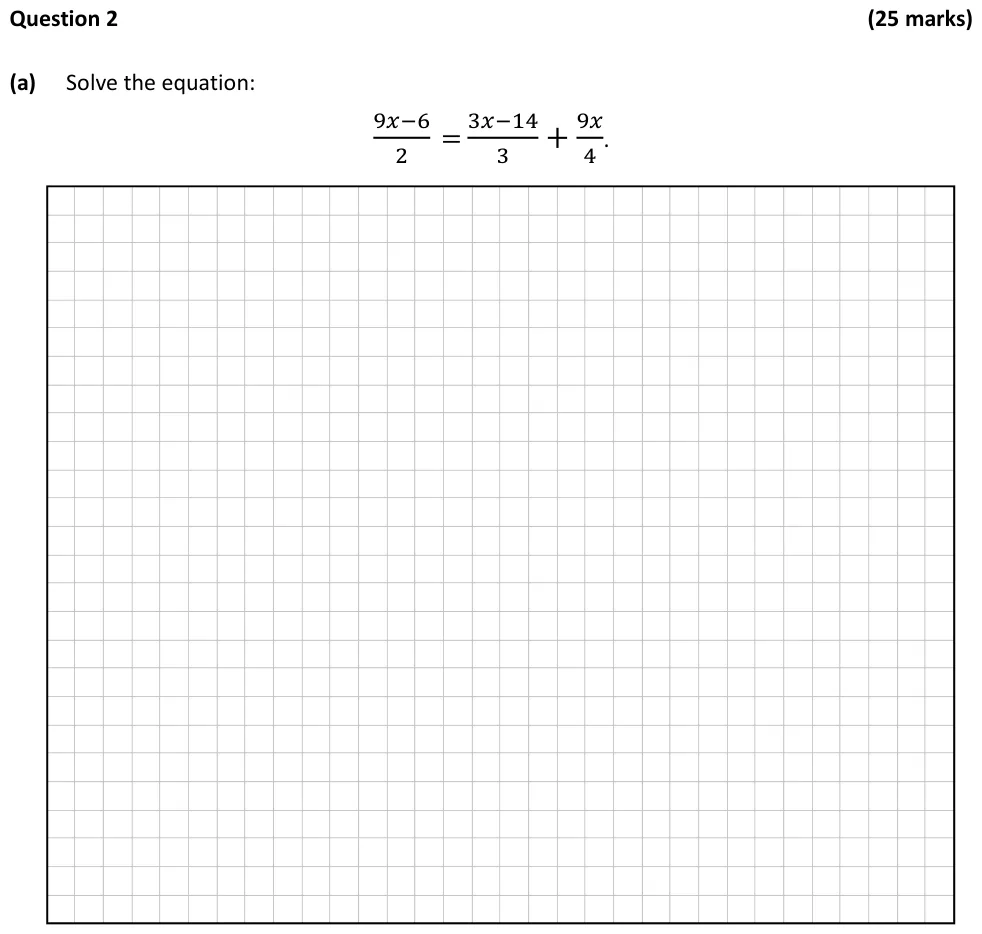 Question 2 (25 marks)
(a) Solve the equation:
9x−6/2 = 3x−14/3 + 9x/4.